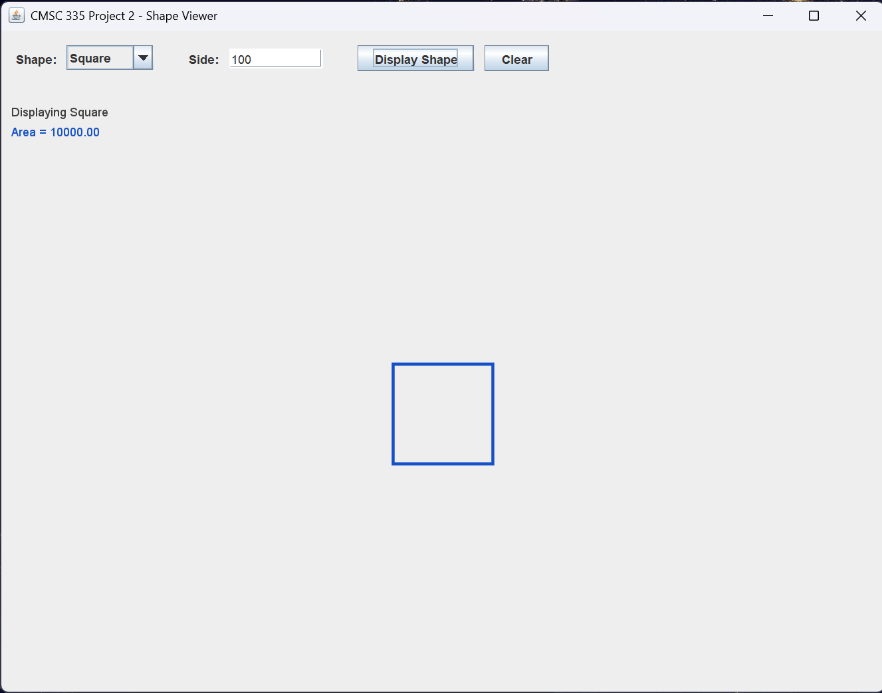 CMSC 335 Project 2 - Shape Viewer
Shape: Square Side: 100 Display Shape Clear
Displaying Square
Area = 10000.00